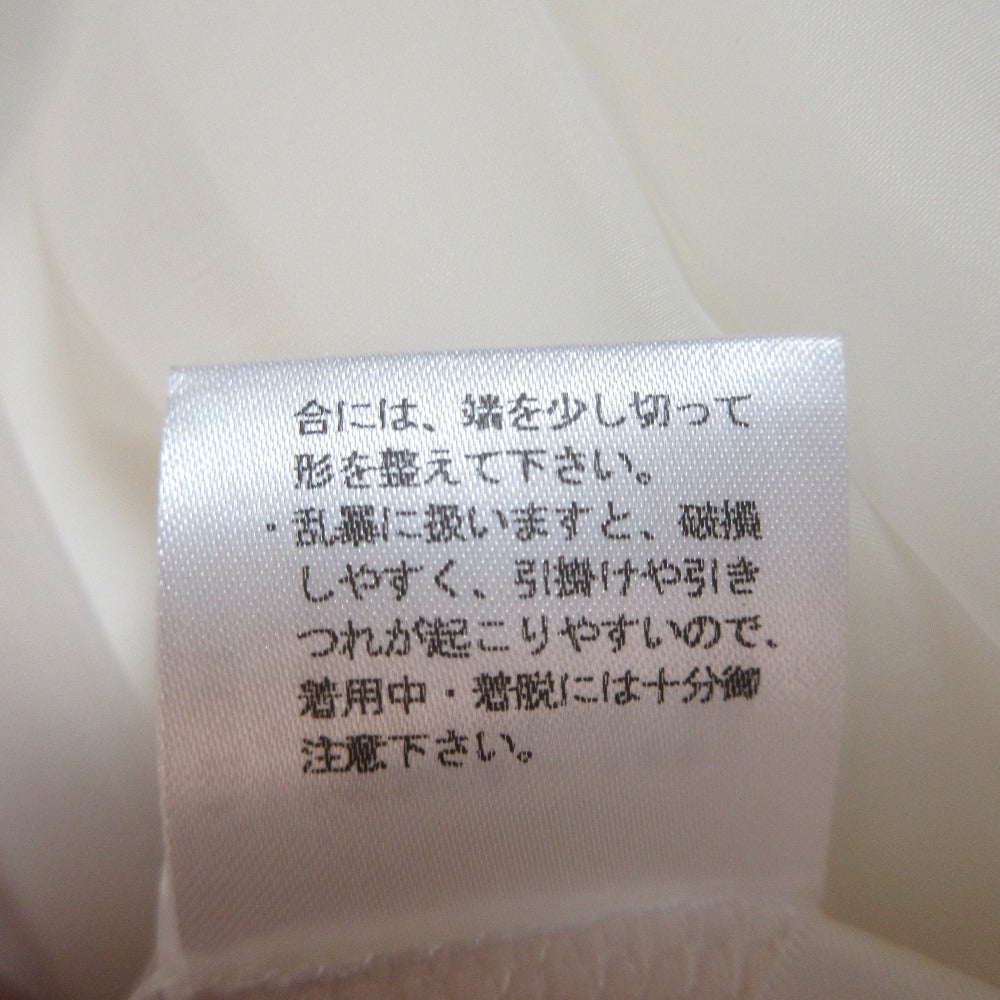 合には、端を少し切って
形を整えて下さい。
・乱暴に扱いますと、破損
しやすく、引掛けや引き
つれが起こりやすいので、
着用中・着脱には十分御
注意下さい。